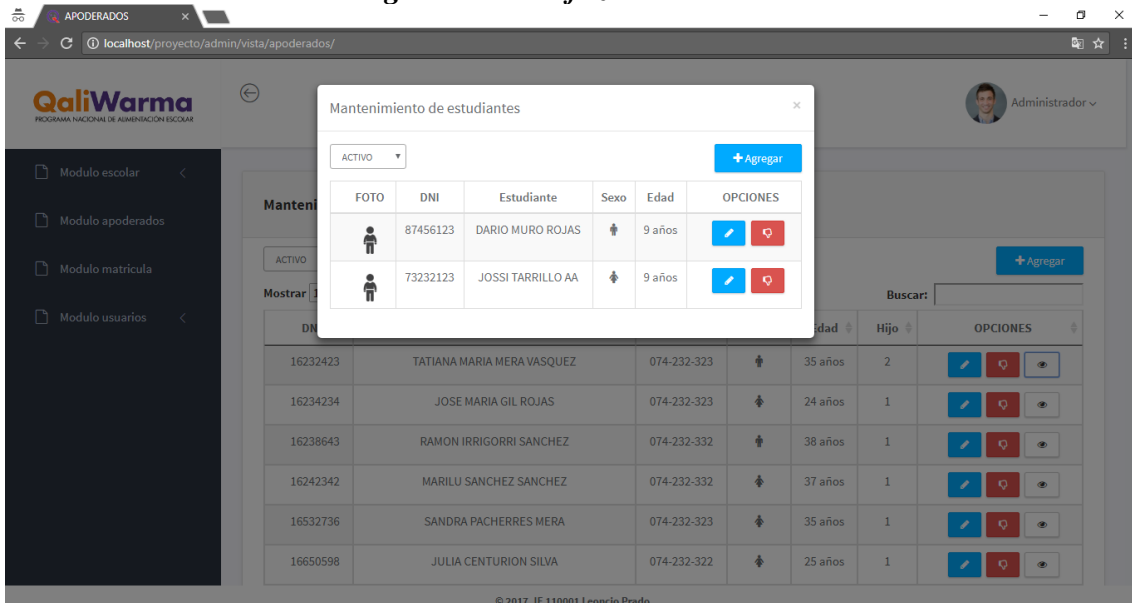 APODERADOS
localhost/proyecto/admin/vista/apoderados/
QaliWarma
PROGRAMA NACIONAL DE ALIMENTACIÓN ESCOLAR
Administrador
Modulo escolar
Modulo apoderados
Modulo matricula
Modulo usuarios
Mantenimiento de estudiantes ×
ACTIVO
Agregar
FOTO DNI Estudiante Sexo Edad OPCIONES
87456123 DARIO MURO ROJAS 9 años
73232123 JOSSI TARRILLO AA 9 años
ACTIVO Agregar
Mostrar Buscar:
Hijo OPCIONES
16232423 TATIANA MARIA MERA VASQUEZ 074-232-323 35 años 2
16234234 JOSE MARIA GIL ROJAS 074-232-323 24 años 1
16238643 RAMON IRRIGORRI SANCHEZ 074-232-332 38 años 1
16242342 MARILU SANCHEZ SANCHEZ 074-232-332 37 años 1
16532736 SANDRA PACHERRES MERA 074-232-323 35 años 1
16650598 JULIA CENTURION SILVA 074-232-322 25 años 1